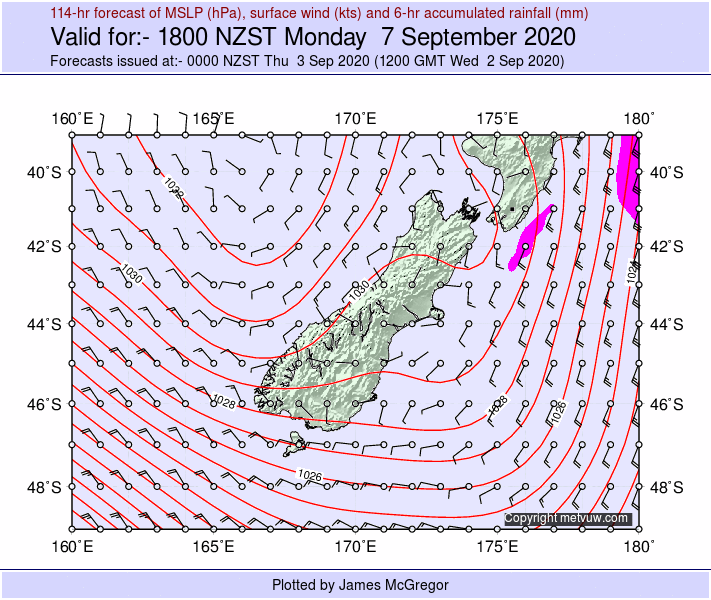 114-hr forecast of MSLP (hPa), surface wind (kts) and 6-hr accumulated rainfall (mm)
Valid for:- 1800 NZST Monday 7 September 2020
Forecasts issued at:- 0000 NZST Thu 3 Sep 2020 (1200 GMT Wed 2 Sep 2020)
160°E 165°E 170°E 175°E 180°
40°S 40°S
1032
42°S 42°S
1030 1030
44°S 44°S
1028 1028 1026
46°S 46°S
1026
48°S 48°S
Copyright metvuw.com
160°E 165°E 170°E 175°E 180°
Plotted by James McGregor